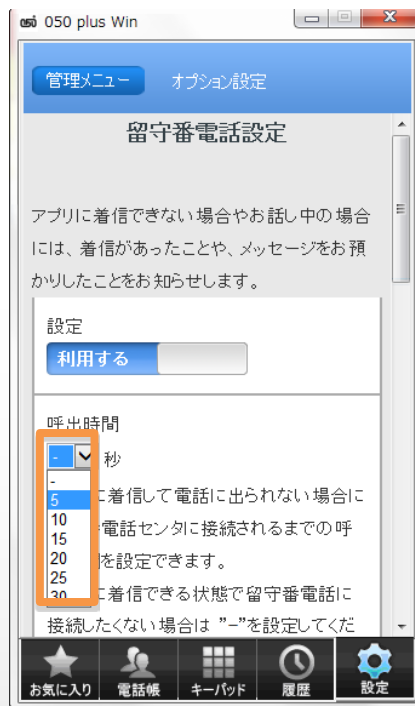 050 plus Win
管理メニュー オプション設定
留守番電話設定
アプリに着信できない場合やお話し中の場合
には、着信があったことや、メッセージをお預
かりしたことをお知らせします。
設定
利用する
呼出時間
- 秒
-
5 に着信して電話に出られない場合に
10
15 電話センタに接続されるまでの呼
20 を設定できます。
25
30 に着信できる状態で留守番電話に
接続したくない場合は "-"を設定してくだ
お気に入り 電話帳 キーパッド 履歴 設定